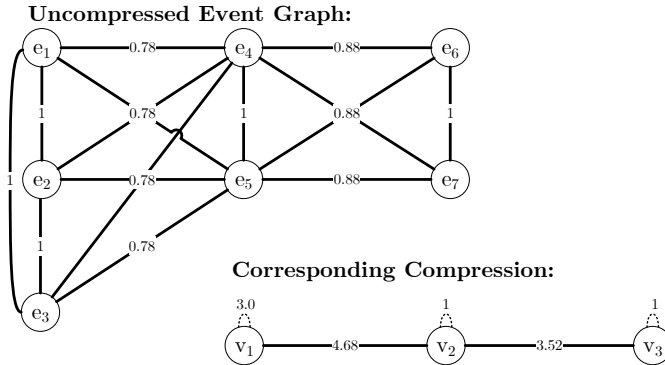 Uncompressed Event Graph:
e1 0.78 e4 0.88 e6
1 0.78 1 0.88 1
1 e2 0.78 e5 0.88 e7
1 0.78
e3
Corresponding Compression:
3.0 1 1
v1 4.68 v2 3.52 v3